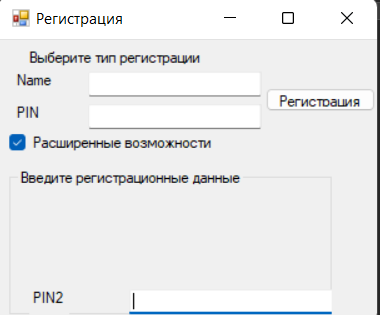 Регистрация
Выберите тип регистрации
Name
Регистрация
PIN
Расширенные возможности
Введите регистрационные данные
PIN2